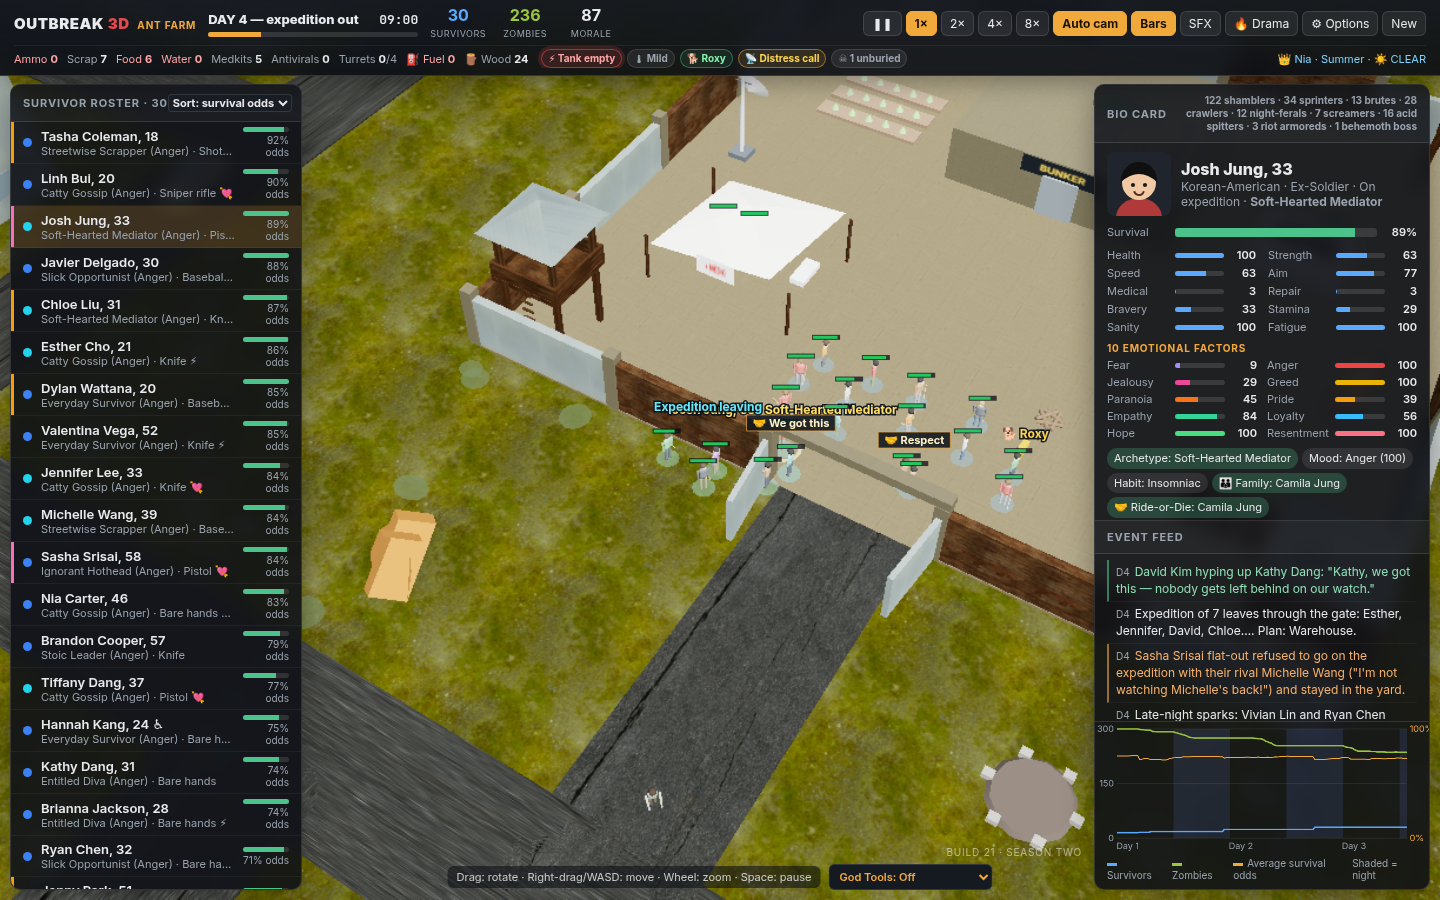 OUTBREAK 3D ANT FARM
DAY 4 — expedition out 09:00
30 SURVIVORS
236 ZOMBIES
87 MORALE
❚❚ 1× 2× 4× 8× Auto cam Bars SFX 🔥 Drama ⚙ Options New
Ammo 0 Scrap 7 Food 6 Water 0 Medkits 5 Antivirals 0 Turrets 0/4 ⛽ Fuel 0 🪵 Wood 24 ⚡ Tank empty 🌡 Mild 🐕 Roxy 📡 Distress call ☠ 1 unburied
👑 Nia · Summer · ☀️ CLEAR
SURVIVOR ROSTER · 30 Sort: survival odds
Tasha Coleman, 18
Streetwise Scrapper (Anger) · Shot...
92% odds
Linh Bui, 20
Catty Gossip (Anger) · Sniper rifle 💘
90% odds
Josh Jung, 33
Soft-Hearted Mediator (Anger) · Pis...
89% odds
Javier Delgado, 30
Slick Opportunist (Anger) · Basebal...
88% odds
Chloe Liu, 31
Soft-Hearted Mediator (Anger) · Kn...
87% odds
Esther Cho, 21
Catty Gossip (Anger) · Knife ⚡
86% odds
Dylan Wattana, 20
Everyday Survivor (Anger) · Baseb...
85% odds
Valentina Vega, 52
Everyday Survivor (Anger) · Knife ⚡
85% odds
Jennifer Lee, 33
Catty Gossip (Anger) · Knife 💘
84% odds
Michelle Wang, 39
Streetwise Scrapper (Anger) · Base...
84% odds
Sasha Srisai, 58
Ignorant Hothead (Anger) · Pistol 💘
84% odds
Nia Carter, 46
Catty Gossip (Anger) · Bare hands ...
83% odds
Brandon Cooper, 57
Stoic Leader (Anger) · Knife
79% odds
Tiffany Dang, 37
Catty Gossip (Anger) · Pistol 💘
77% odds
Hannah Kang, 24 ♿
Everyday Survivor (Anger) · Bare h...
75% odds
Kathy Dang, 31
Entitled Diva (Anger) · Bare hands
74% odds
Brianna Jackson, 28
Entitled Diva (Anger) · Bare hands ⚡
74% odds
Ryan Chen, 32
Slick Opportunist (Anger) · Bare ha...
71% odds
BUNKER
Expedition leaving
Soft-Hearted Mediator
🤝 We got this
🤝 Respect
🐕 Roxy
BUILD 21 · SEASON TWO
Drag: rotate · Right-drag/WASD: move · Wheel: zoom · Space: pause
God Tools: Off
BIO CARD
122 shamblers · 34 sprinters · 13 brutes · 28
crawlers · 12 night-ferals · 7 screamers · 16 acid
spitters · 3 riot armoreds · 1 behemoth boss
Josh Jung, 33
Korean-American · Ex-Soldier · On
expedition · Soft-Hearted Mediator
Survival 89%
Health 100 Strength 63
Speed 63 Aim 77
Medical 3 Repair 3
Bravery 33 Stamina 29
Sanity 100 Fatigue 100
10 EMOTIONAL FACTORS
Fear 9 Anger 100
Jealousy 29 Greed 100
Paranoia 45 Pride 39
Empathy 84 Loyalty 56
Hope 100 Resentment 100
Archetype: Soft-Hearted Mediator Mood: Anger (100)
Habit: Insomniac 👪 Family: Camila Jung
🤝 Ride-or-Die: Camila Jung
EVENT FEED
D4 David Kim hyping up Kathy Dang: "Kathy, we got
this — nobody gets left behind on our watch."
D4 Expedition of 7 leaves through the gate: Esther,
Jennifer, David, Chloe.... Plan: Warehouse.
D4 Sasha Srisai flat-out refused to go on the
expedition with their rival Michelle Wang ("I'm not
watching Michelle's back!") and stayed in the yard.
D4 Late-night sparks: Vivian Lin and Ryan Chen
300 100%
150
0 0%
Day 1 Day 2 Day 3
Survivors Zombies Average survival odds Shaded = night